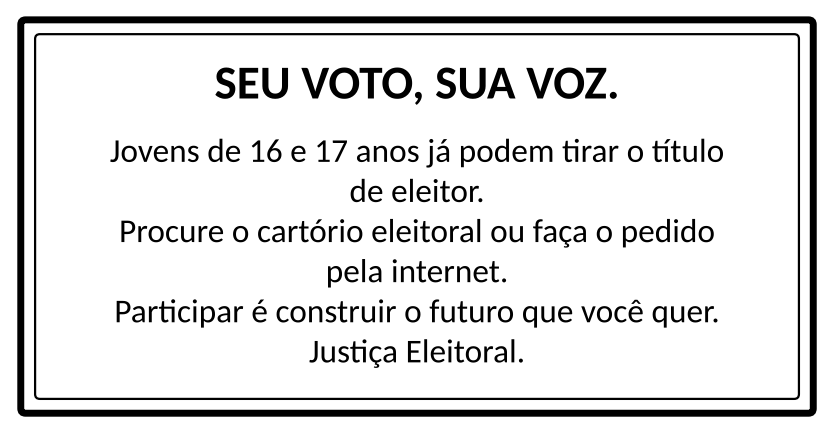 SEU VOTO, SUA VOZ.
Jovens de 16 e 17 anos já podem tirar o título
de eleitor.
Procure o cartório eleitoral ou faça o pedido
pela internet.
Participar é construir o futuro que você quer.
Justiça Eleitoral.